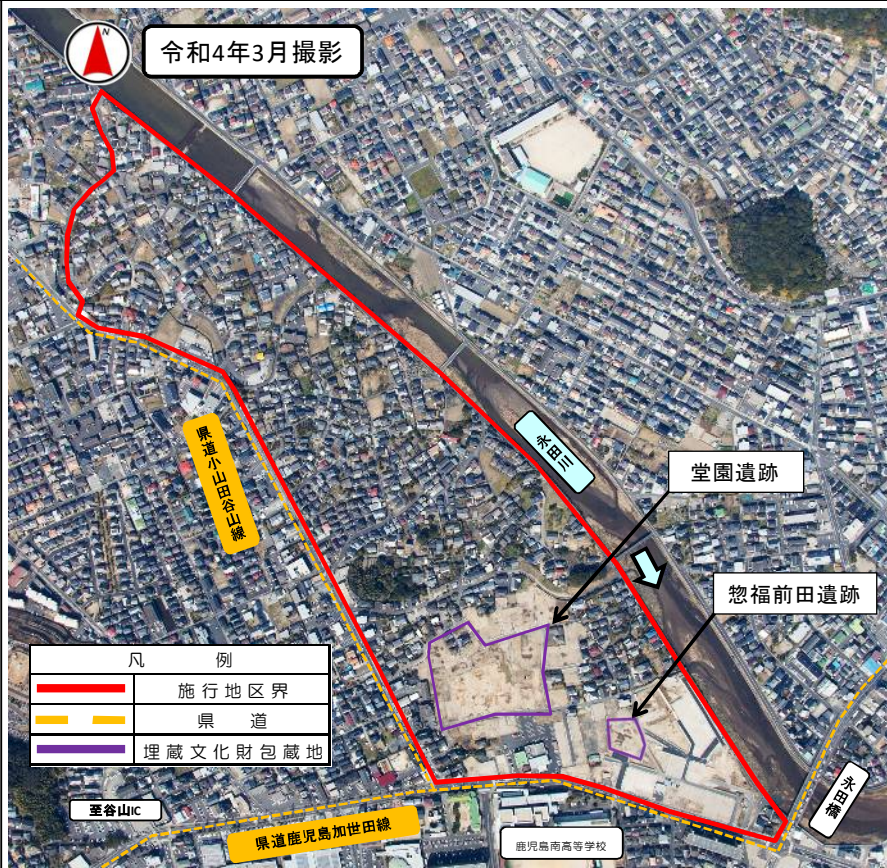 N
令和4年3月撮影
県道小山田谷山線
永田川
堂園遺跡
惣福前田遺跡
凡 例
施行地区界
県 道
埋蔵文化財包蔵地
至谷山IC
県道鹿児島加世田線
鹿児島南高等学校
永田橋